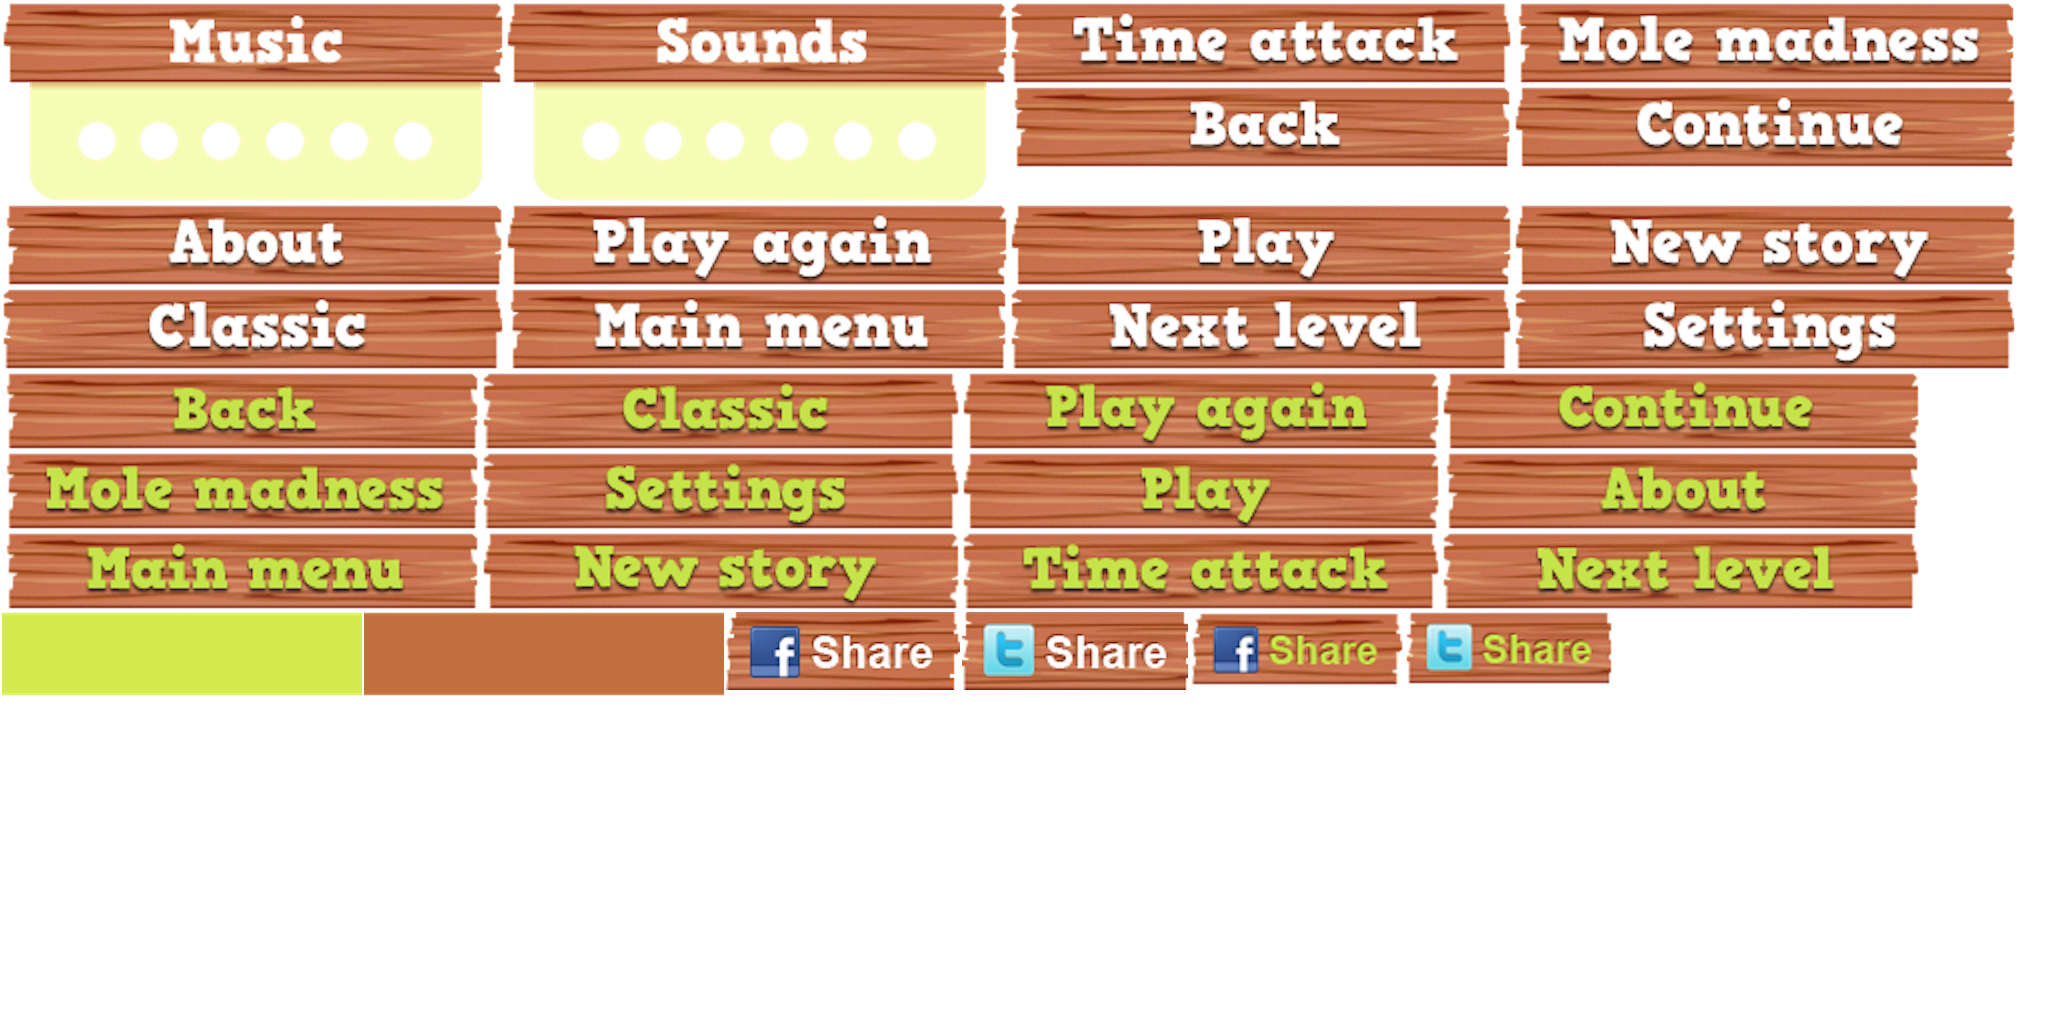 Music Sounds Time attack Mole madness
Back Continue
About Play again Play New story
Classic Main menu Next level Settings
Back Classic Play again Continue
Mole madness Settings Play About
Main menu New story Time attack Next level
f Share t Share f Share t Share